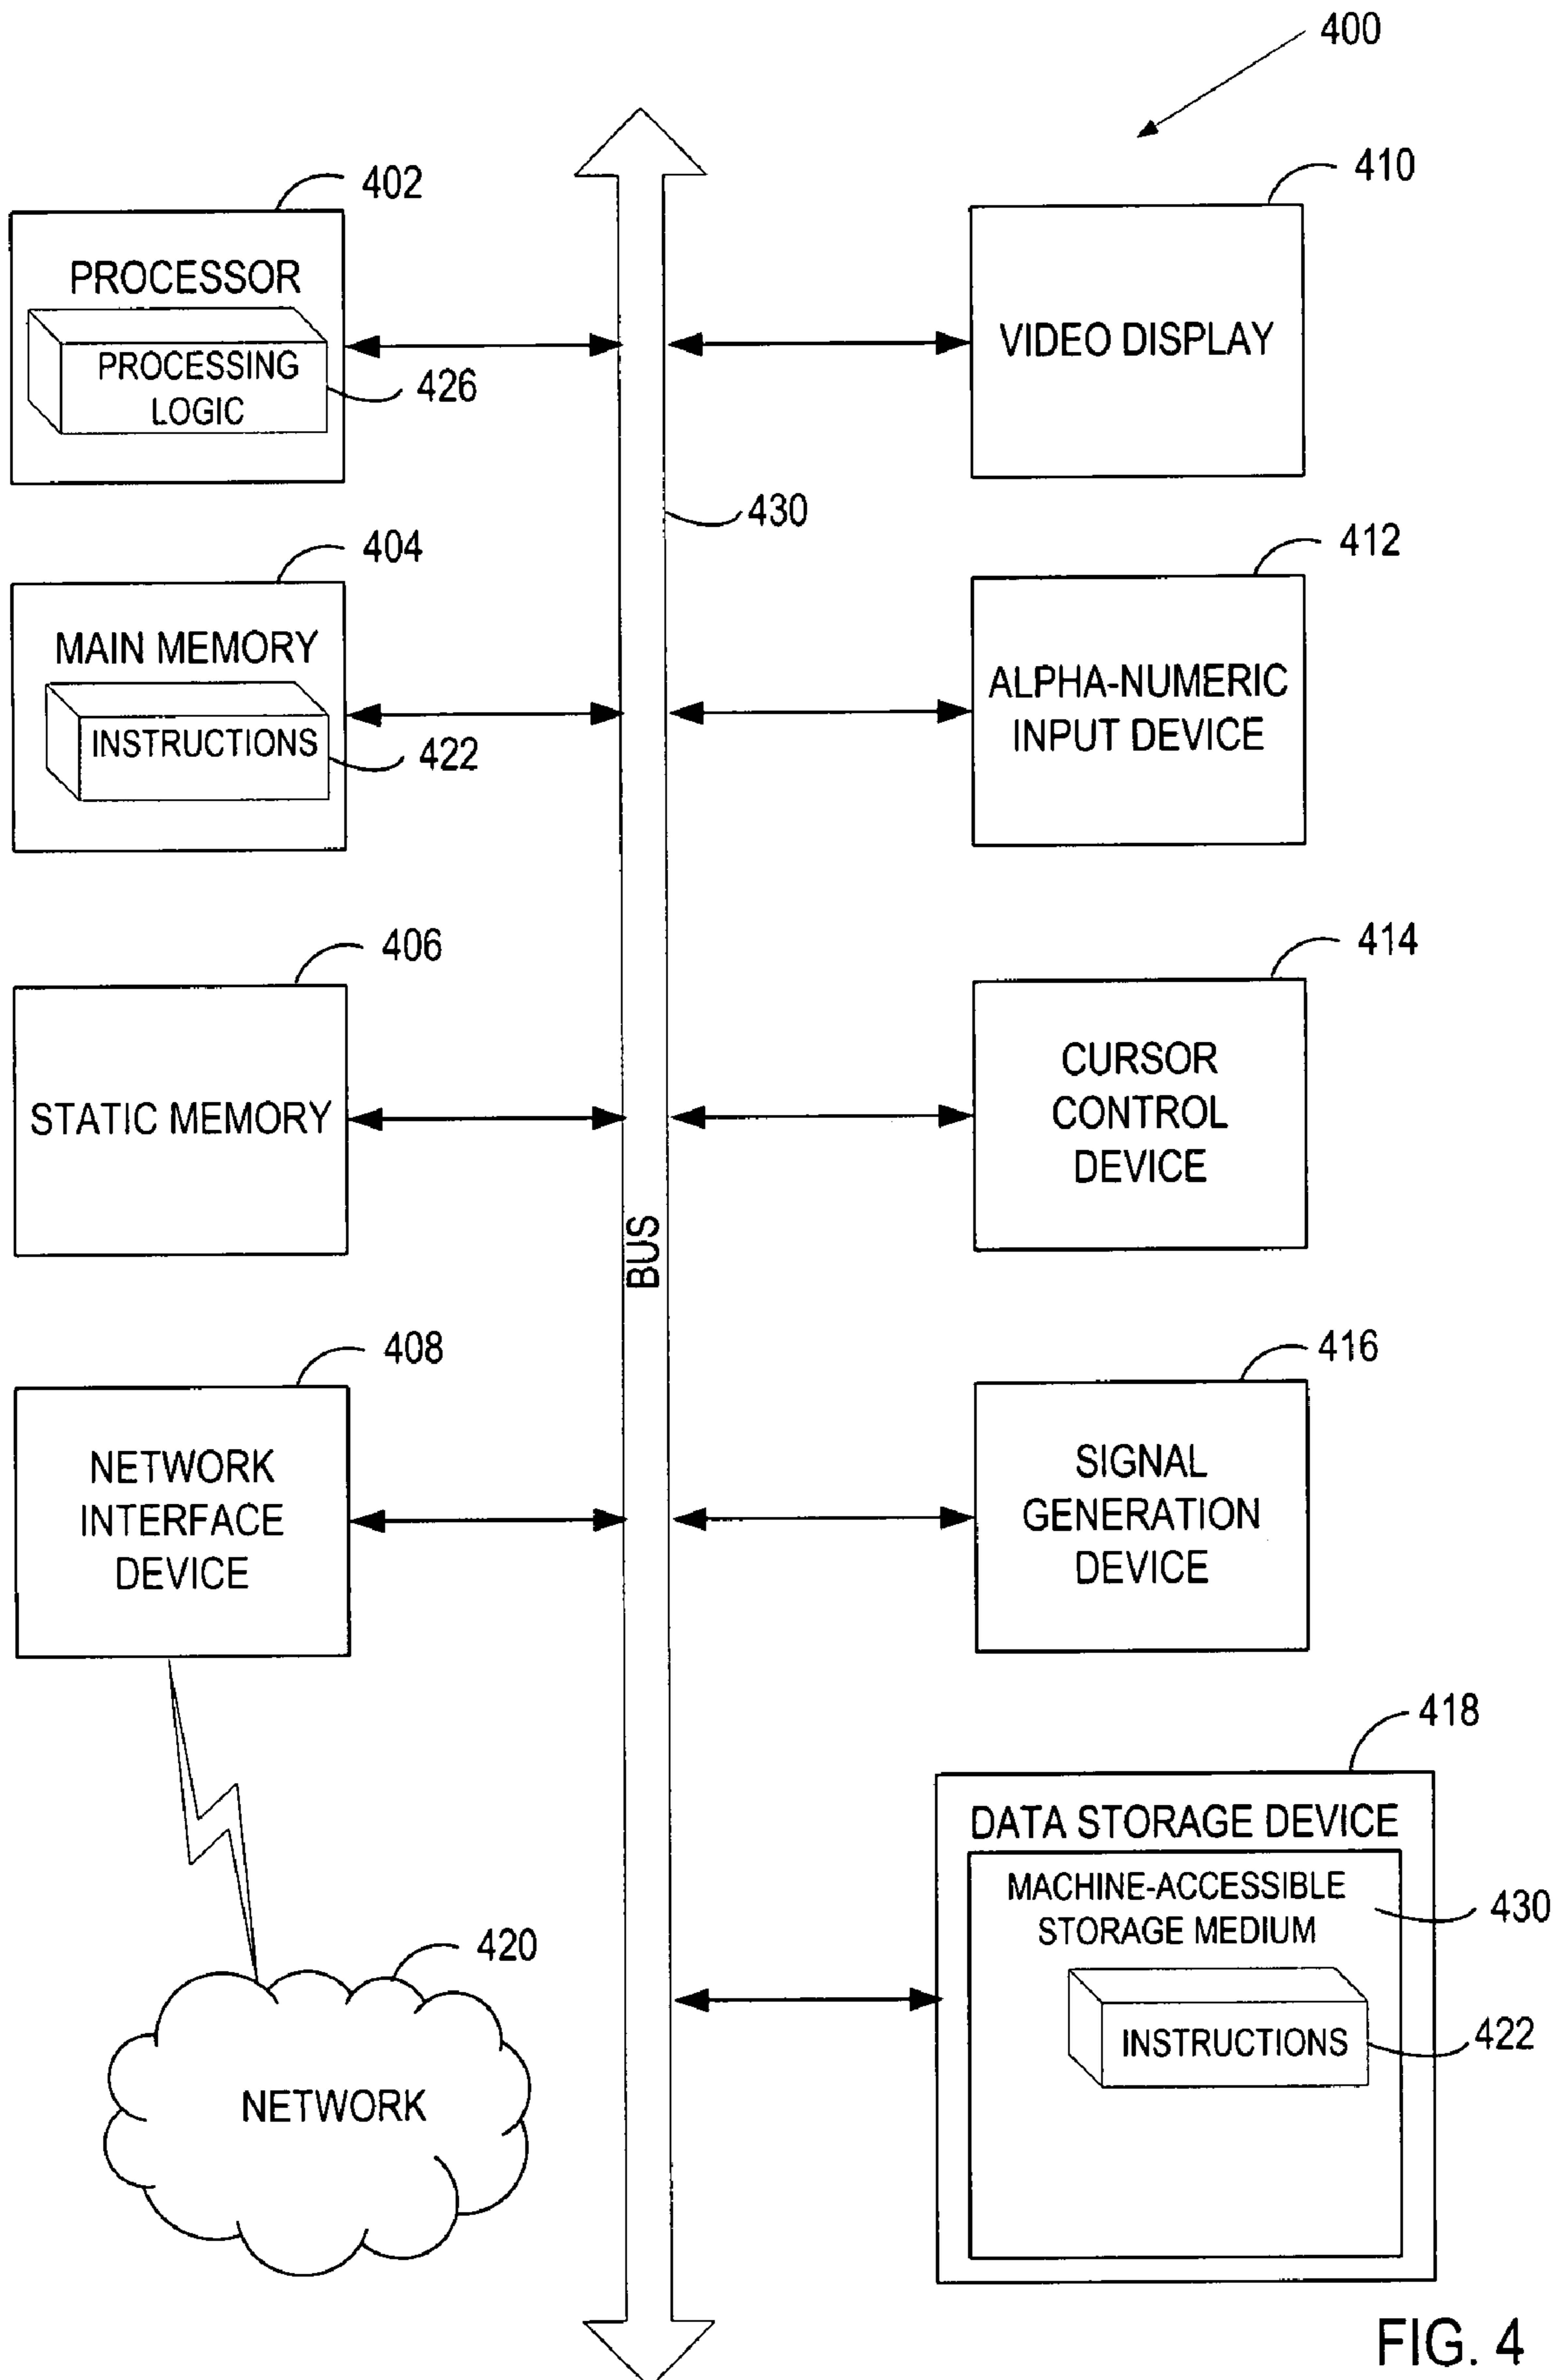 400
402
PROCESSOR
PROCESSING
LOGIC
426
410
VIDEO DISPLAY
430
404
MAIN MEMORY
INSTRUCTIONS
422
412
ALPHA-NUMERIC
INPUT DEVICE
406
STATIC MEMORY
414
CURSOR
CONTROL
DEVICE
BUS
408
NETWORK
INTERFACE
DEVICE
416
SIGNAL
GENERATION
DEVICE
418
DATA STORAGE DEVICE
MACHINE-ACCESSIBLE
STORAGE MEDIUM
430
INSTRUCTIONS
422
420
NETWORK
FIG. 4